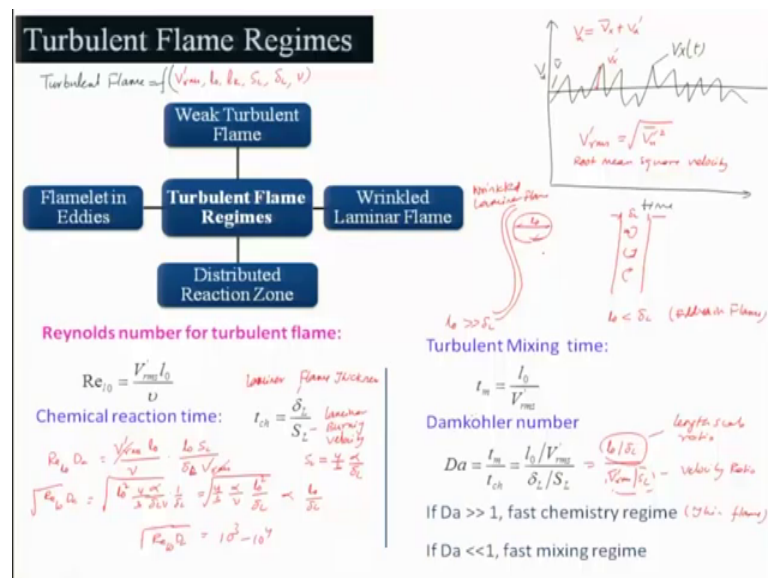 Turbulent Flame Regimes
Turbulent Flame = f(V'rms, l0, lk, SL, δL, ν)
Weak Turbulent
Flame
Flamelet in
Eddies
Turbulent Flame
Regimes
Wrinkled
Laminar Flame
Distributed
Reaction Zone
Vx(t)
V'rms =
Root mean square velocity
time
Wrinkled
Laminar Flame
l0 >> δL
l0 < δL (Eddies in Flame)
Reynolds number for turbulent flame:
Re_l0 = V'rms l0 / υ
Laminar Flame Thickness
Chemical reaction time:
t_ch = δL / SL
Laminar
Burning
Velocity
√(Re_l0 Da) = 10³ – 10⁴
Turbulent Mixing time:
t_m = l0 / V'rms
Damkohler number
length scale
ratio
Da = t_m / t_ch = (l0/V'rms) / (δL/SL) = (l0/δL) / (V'rms/SL)
velocity Ratio
If Da >> 1, fast chemistry regime (Thin flame)
If Da <<1, fast mixing regime